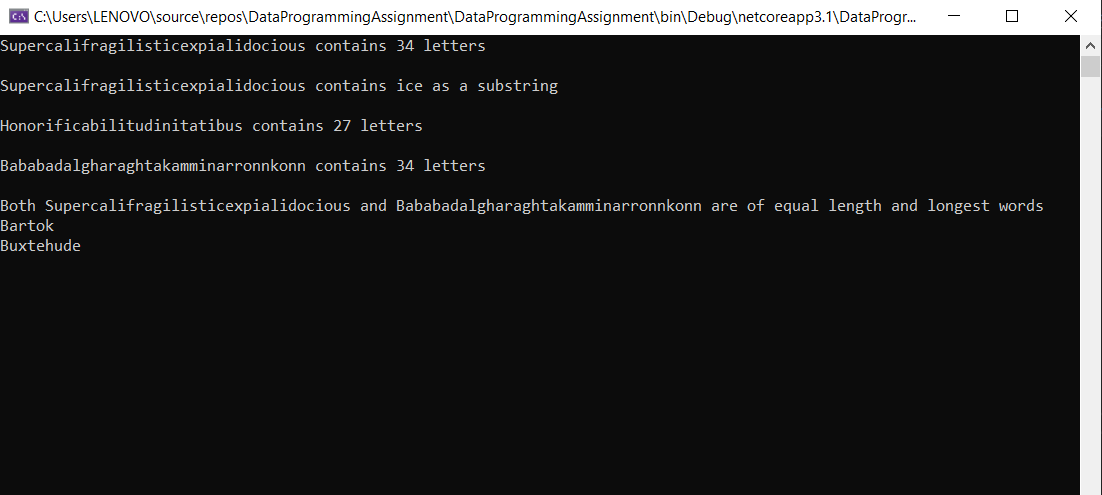 C:\Users\LENOVO\source\repos\DataProgrammingAssignment\DataProgrammingAssignment\bin\Debug\netcoreapp3.1\DataProgr...
Supercalifragilisticexpialidocious contains 34 letters
Supercalifragilisticexpialidocious contains ice as a substring
Honorificabilitudinitatibus contains 27 letters
Bababadalgharaghtakamminarronnkonn contains 34 letters
Both Supercalifragilisticexpialidocious and Bababadalgharaghtakamminarronnkonn are of equal length and longest words
Bartok
Buxtehude